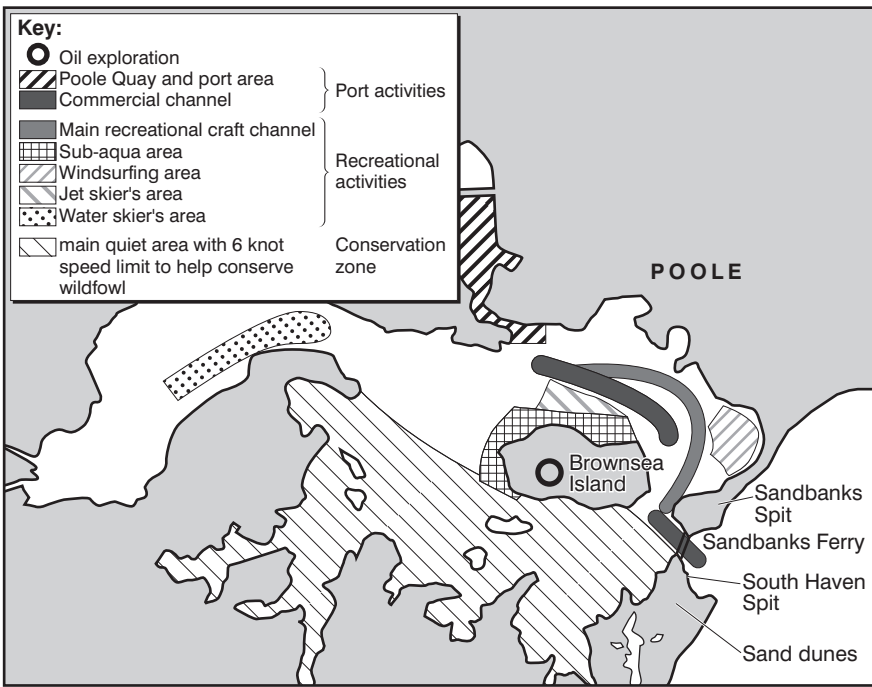 Key:
Oil exploration
Poole Quay and port area
Commercial channel
Port activities
Main recreational craft channel
Sub-aqua area
Windsurfing area
Jet skier's area
Water skier's area
Recreational
activities
main quiet area with 6 knot
speed limit to help conserve
wildfowl
Conservation
zone
POOLE
Brownsea
Island
Sandbanks
Spit
Sandbanks Ferry
South Haven
Spit
Sand dunes